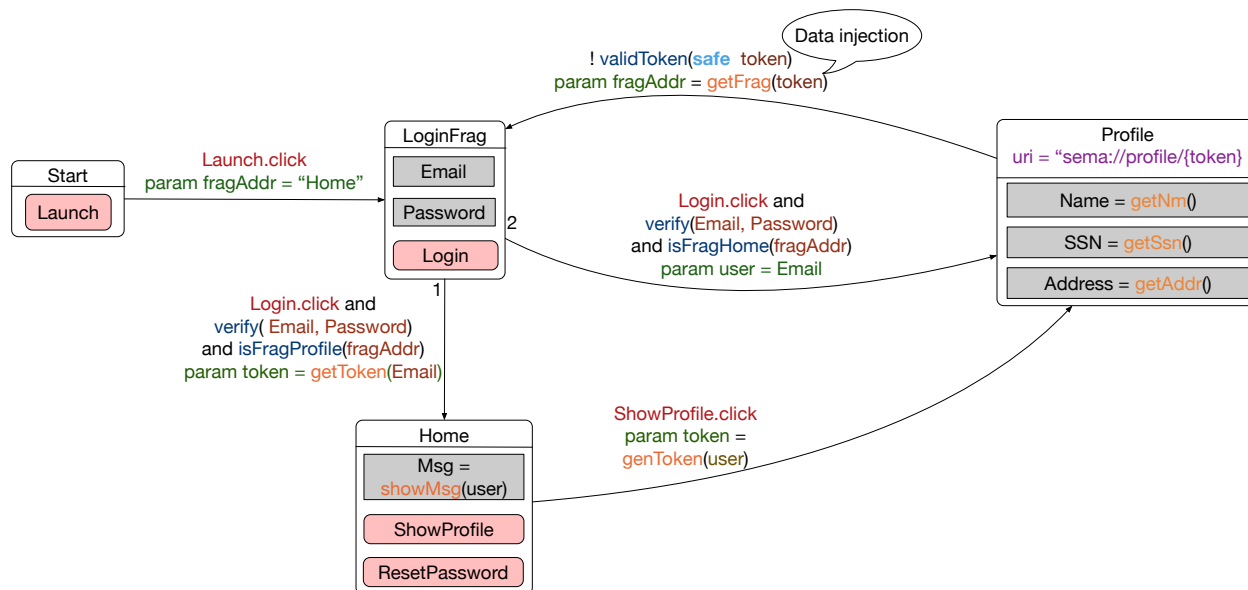 Data injection
! validToken(safe token)
param fragAddr = getFrag(token)
Start
Launch
Launch.click
param fragAddr = “Home”
LoginFrag
Email
Password
Login
2
1
Login.click and
verify(Email, Password)
and isFragHome(fragAddr)
param user = Email
Profile
uri = “sema://profile/{token}
Name = getNm()
SSN = getSsn()
Address = getAddr()
Login.click and
verify( Email, Password)
and isFragProfile(fragAddr)
param token = getToken(Email)
Home
Msg =
showMsg(user)
ShowProfile
ResetPassword
ShowProfile.click
param token =
genToken(user)